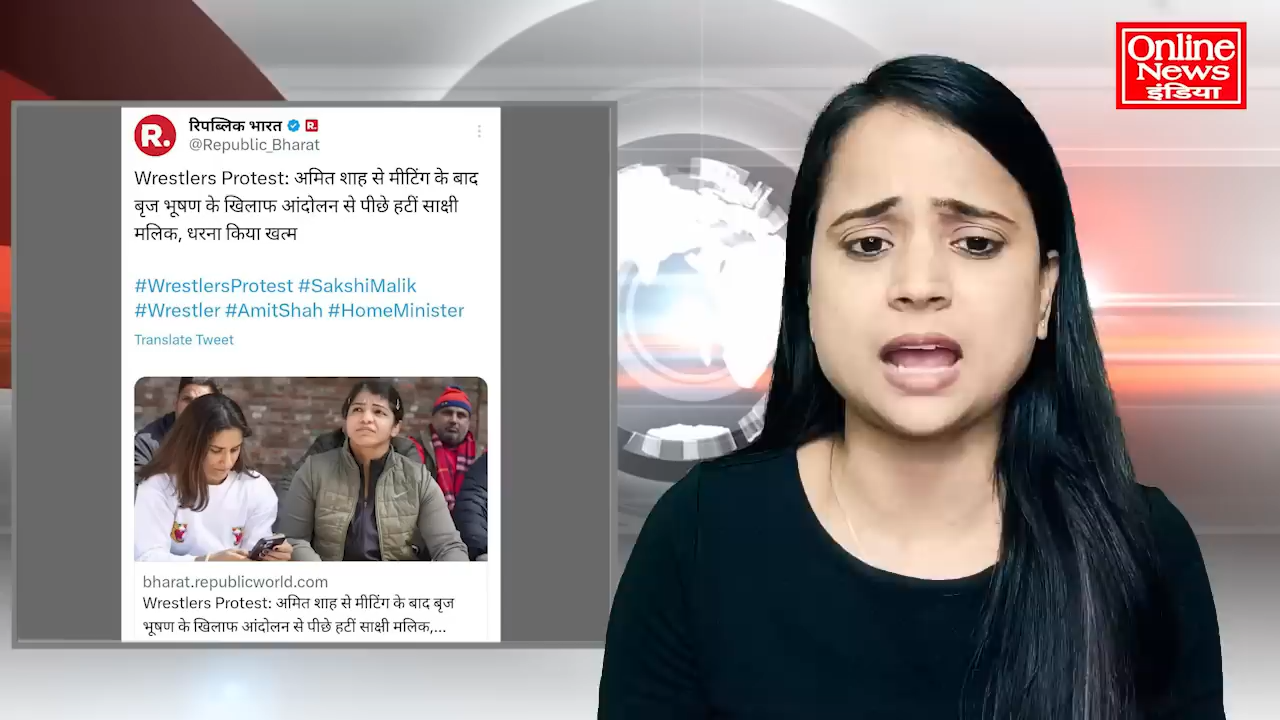 रिपब्लिक भारत R.
@Republic_Bharat
Wrestlers Protest: अमित शाह से मीटिंग के बाद
बृज भूषण के खिलाफ आंदोलन से पीछे हटीं साक्षी
मलिक, धरना किया खत्म
#WrestlersProtest #SakshiMalik
#Wrestler #AmitShah #HomeMinister
Translate Tweet
bharat.republicworld.com
Wrestlers Protest: अमित शाह से मीटिंग के बाद बृज
भूषण के खिलाफ आंदोलन से पीछे हटीं साक्षी मलिक,...
R.
Online
News
इंडिया